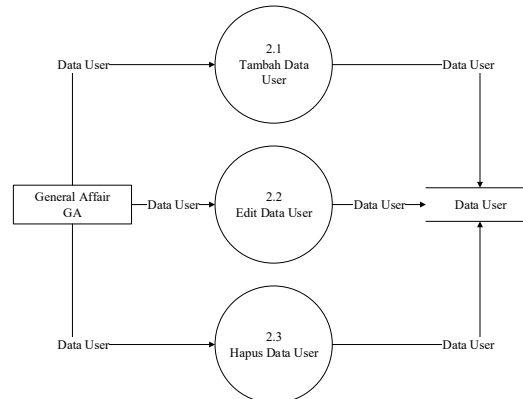 2.1
Tambah Data
User
Data User
Data User
General Affair
GA
Data User
2.2
Edit Data User
Data User
Data User
2.3
Hapus Data User
Data User
Data User